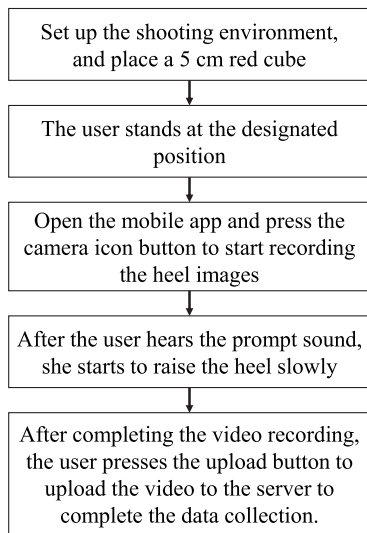 Set up the shooting environment,
and place a 5 cm red cube
The user stands at the designated
position
Open the mobile app and press the
camera icon button to start recording
the heel images
After the user hears the prompt sound,
she starts to raise the heel slowly
After completing the video recording,
the user presses the upload button to
upload the video to the server to
complete the data collection.